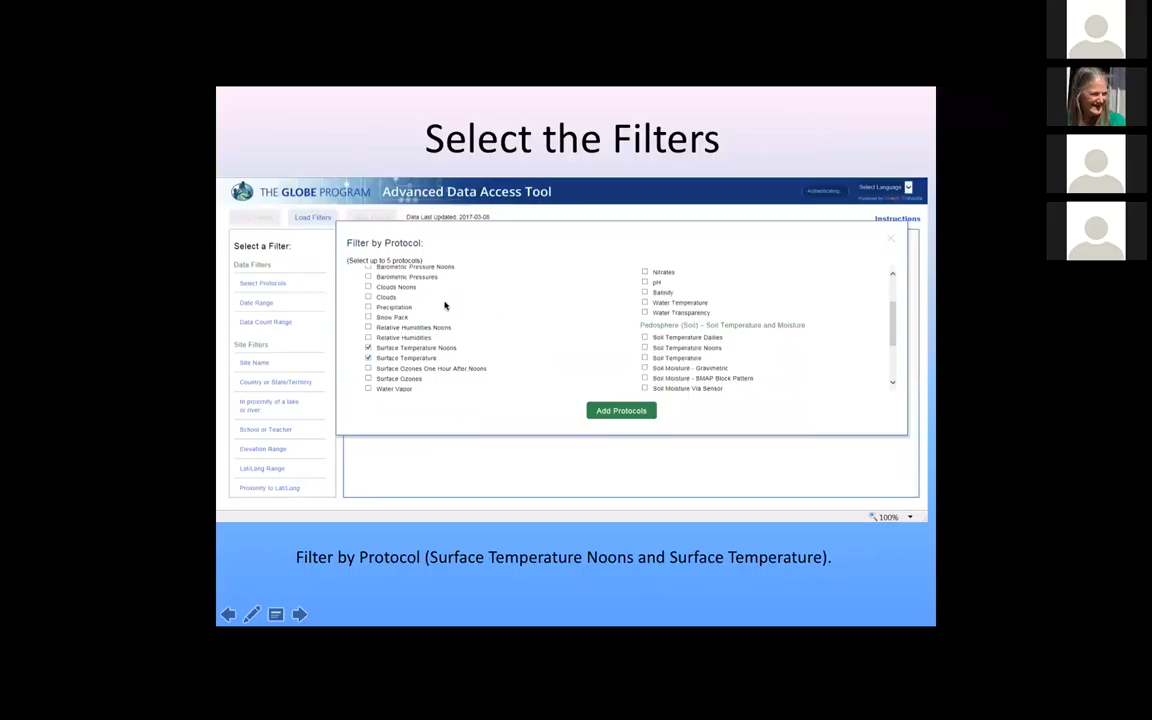 Select the Filters
THE GLOBE PROGRAM Advanced Data Access Tool
Authenticating.
Select Language
Load Filters
Data Last Updated: 2017-03-08
Instructions
Select a Filter:
Data Filters
Select Protocols
Date Range
Data Count Range
Site Filters
Site Name
Country or State/Territory
In proximity of a lake
or river
School or Teacher
Elevation Range
Lat/Long Range
Proximity to Lat/Long
Filter by Protocol:
(Select up to 5 protocols)
Barometric Pressure Noons
Barometric Pressures
Clouds Noons
Clouds
Precipitation
Snow Pack
Relative Humidities Noons
Relative Humidities
Surface Temperature Noons
Surface Temperature
Surface Ozones One Hour After Noons
Surface Ozones
Water Vapor
Nitrates
pH
Salinity
Water Temperature
Water Transparency
Pedosphere (Soil) – Soil Temperature and Moisture
Soil Temperature Dailies
Soil Temperature Noons
Soil Temperature
Soil Moisture - Gravimetric
Soil Moisture - SMAP Block Pattern
Soil Moisture Via Sensor
Add Protocols
100%
Filter by Protocol (Surface Temperature Noons and Surface Temperature).